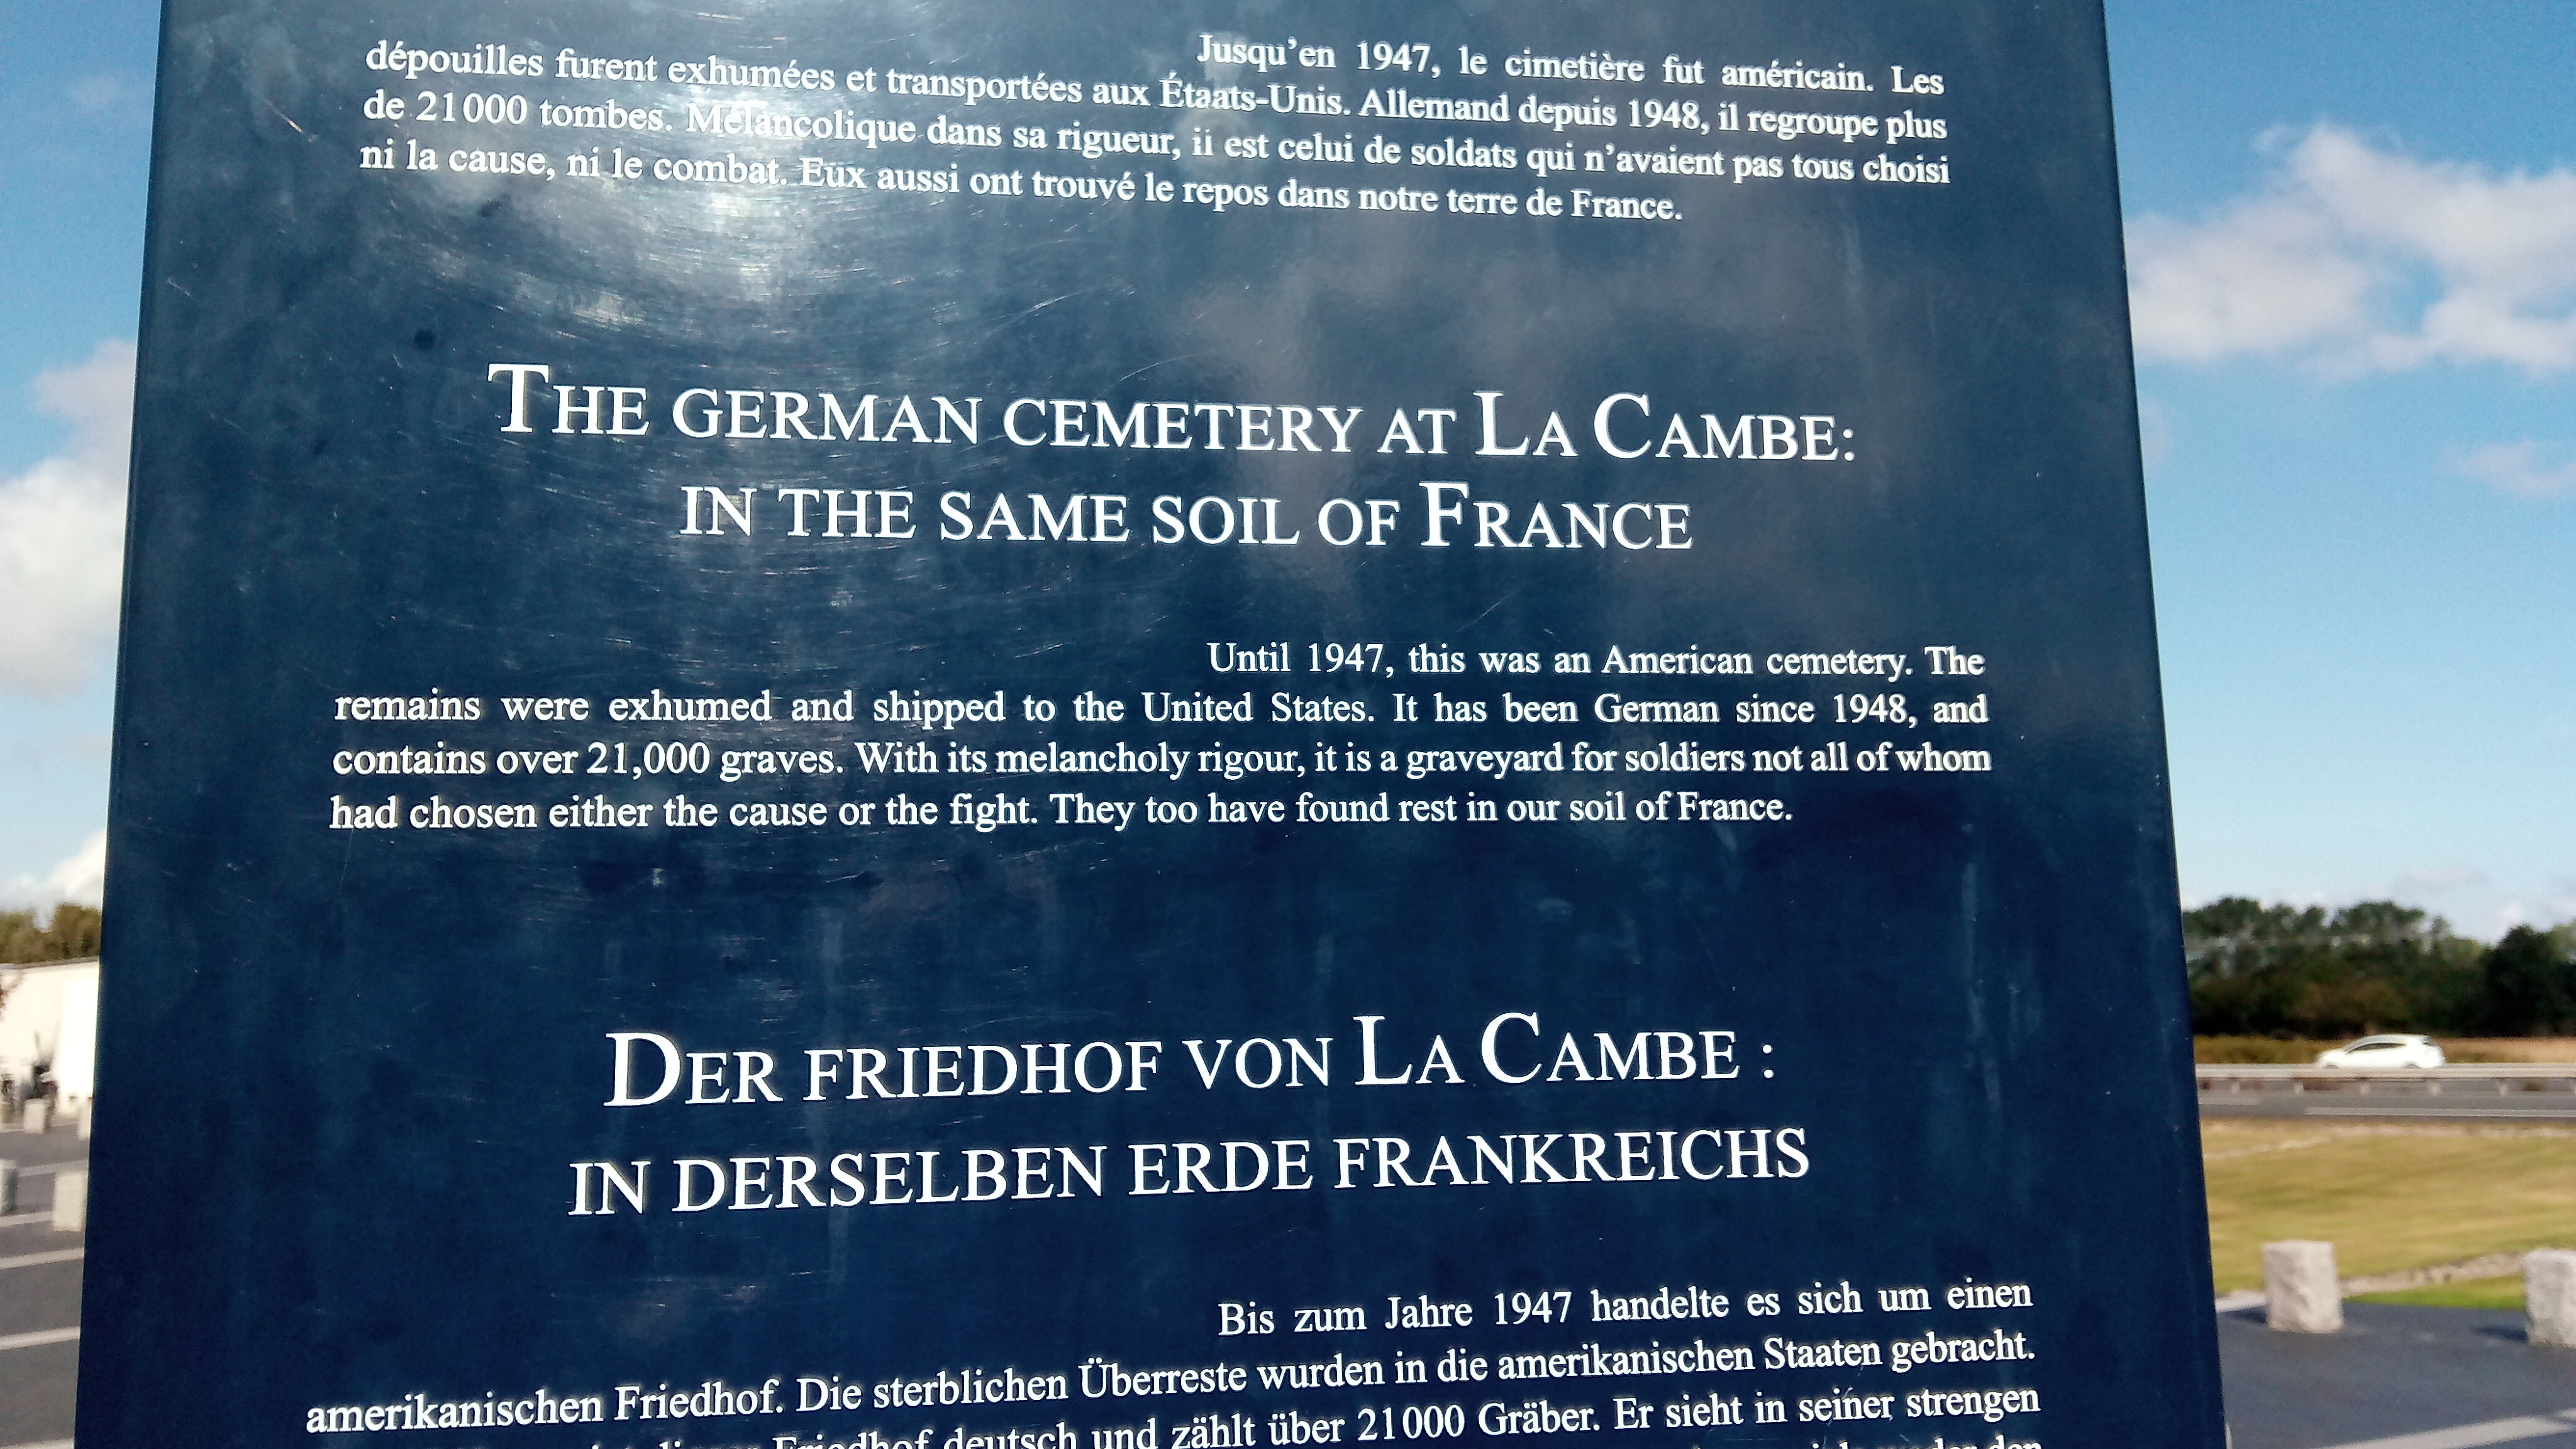 Jusqu’en 1947, le cimetière fut américain. Les
dépouilles furent exhumées et transportées aux Étaats-Unis. Allemand depuis 1948, il regroupe plus
de 21000 tombes. Mélancolique dans sa rigueur, il est celui de soldats qui n’avaient pas tous choisi
ni la cause, ni le combat. Eux aussi ont trouvé le repos dans notre terre de France.
THE GERMAN CEMETERY AT LA CAMBE:
IN THE SAME SOIL OF FRANCE
Until 1947, this was an American cemetery. The
remains were exhumed and shipped to the United States. It has been German since 1948, and
contains over 21,000 graves. With its melancholy rigour, it is a graveyard for soldiers not all of whom
had chosen either the cause or the fight. They too have found rest in our soil of France.
DER FRIEDHOF VON LA CAMBE :
IN DERSELBEN ERDE FRANKREICHS
Bis zum Jahre 1947 handelte es sich um einen
amerikanischen Friedhof. Die sterblichen Überreste wurden in die amerikanischen Staaten gebracht.
Friedhof deutsch und zählt über 21000 Gräber. Er sieht in seiner strengen